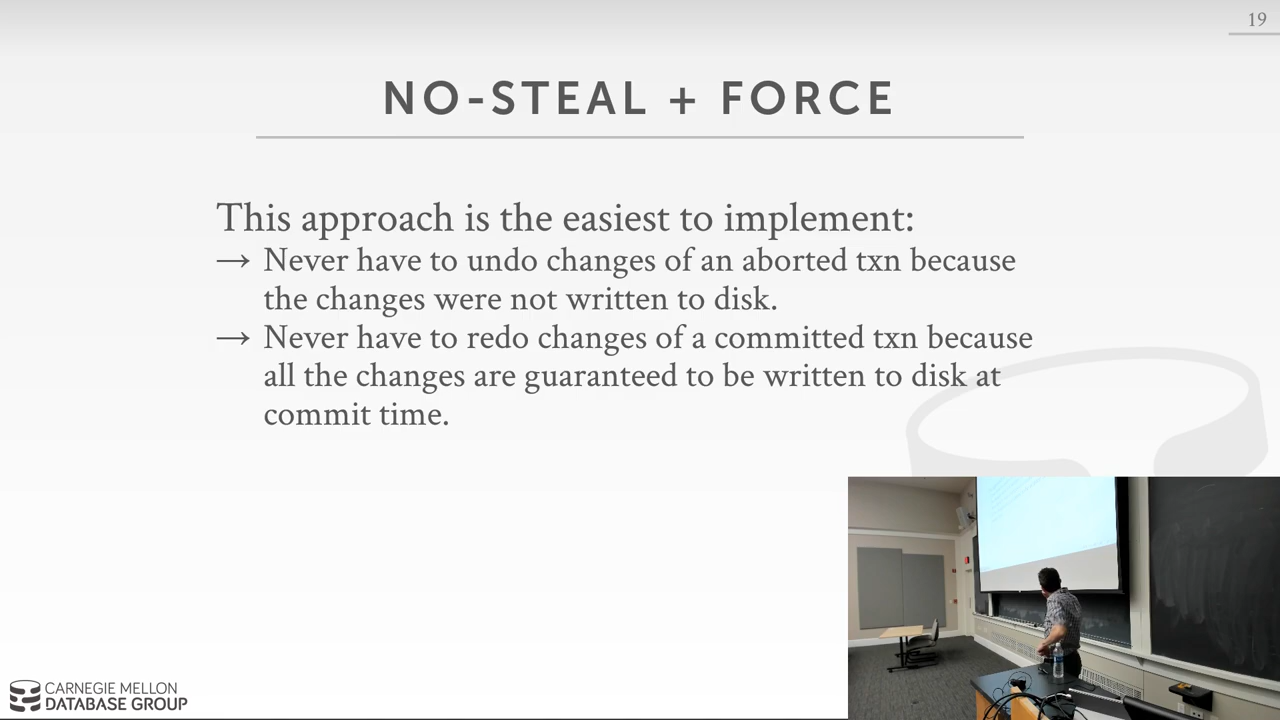 19
NO-STEAL + FORCE
This approach is the easiest to implement:
→ Never have to undo changes of an aborted txn because
the changes were not written to disk.
→ Never have to redo changes of a committed txn because
all the changes are guaranteed to be written to disk at
commit time.
CARNEGIE MELLON
DATABASE GROUP